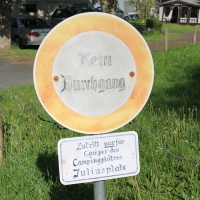 Kein
Durchgang
Zutritt nur für
Camper des
Campingplatzes
Juliusplate